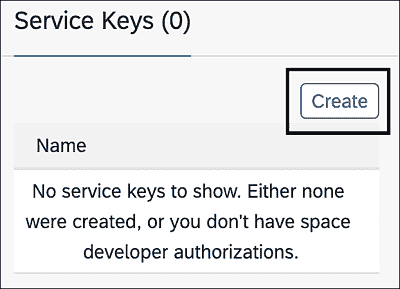 Service Keys (0)
Create
Name
No service keys to show. Either none
were created, or you don't have space
developer authorizations.